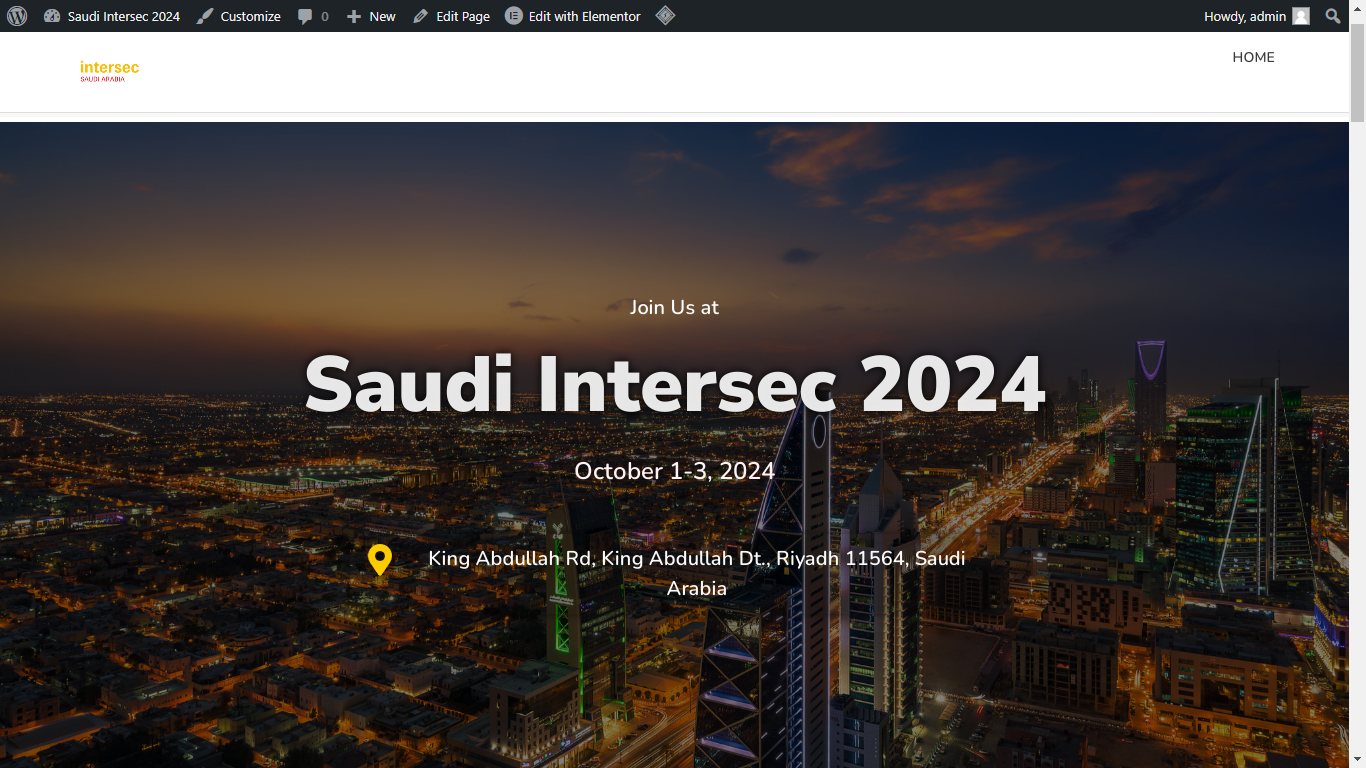 Saudi Intersec 2024 Customize 0 New Edit Page Edit with Elementor Howdy, admin
intersec
SAUDI ARABIA
HOME
Join Us at
Saudi Intersec 2024
October 1-3, 2024
King Abdullah Rd, King Abdullah Dt., Riyadh 11564, Saudi
Arabia